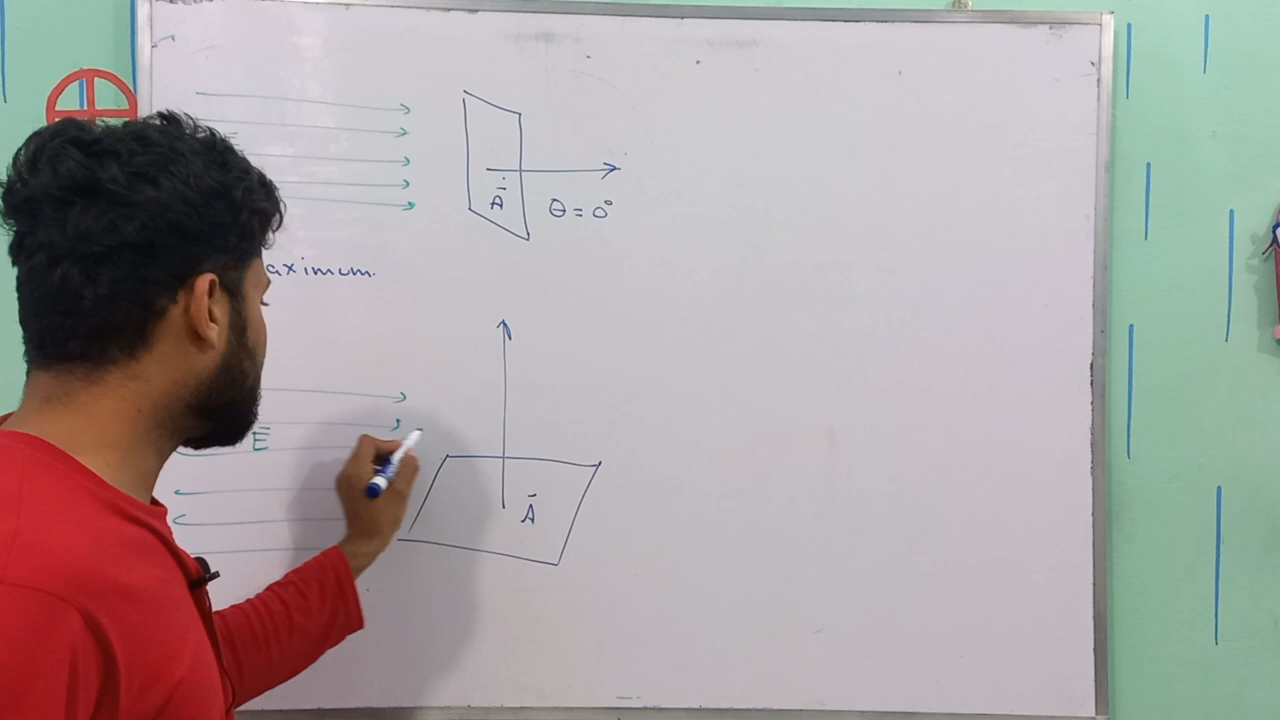 Ā
θ = 0°
aximum.
E̅
Ā